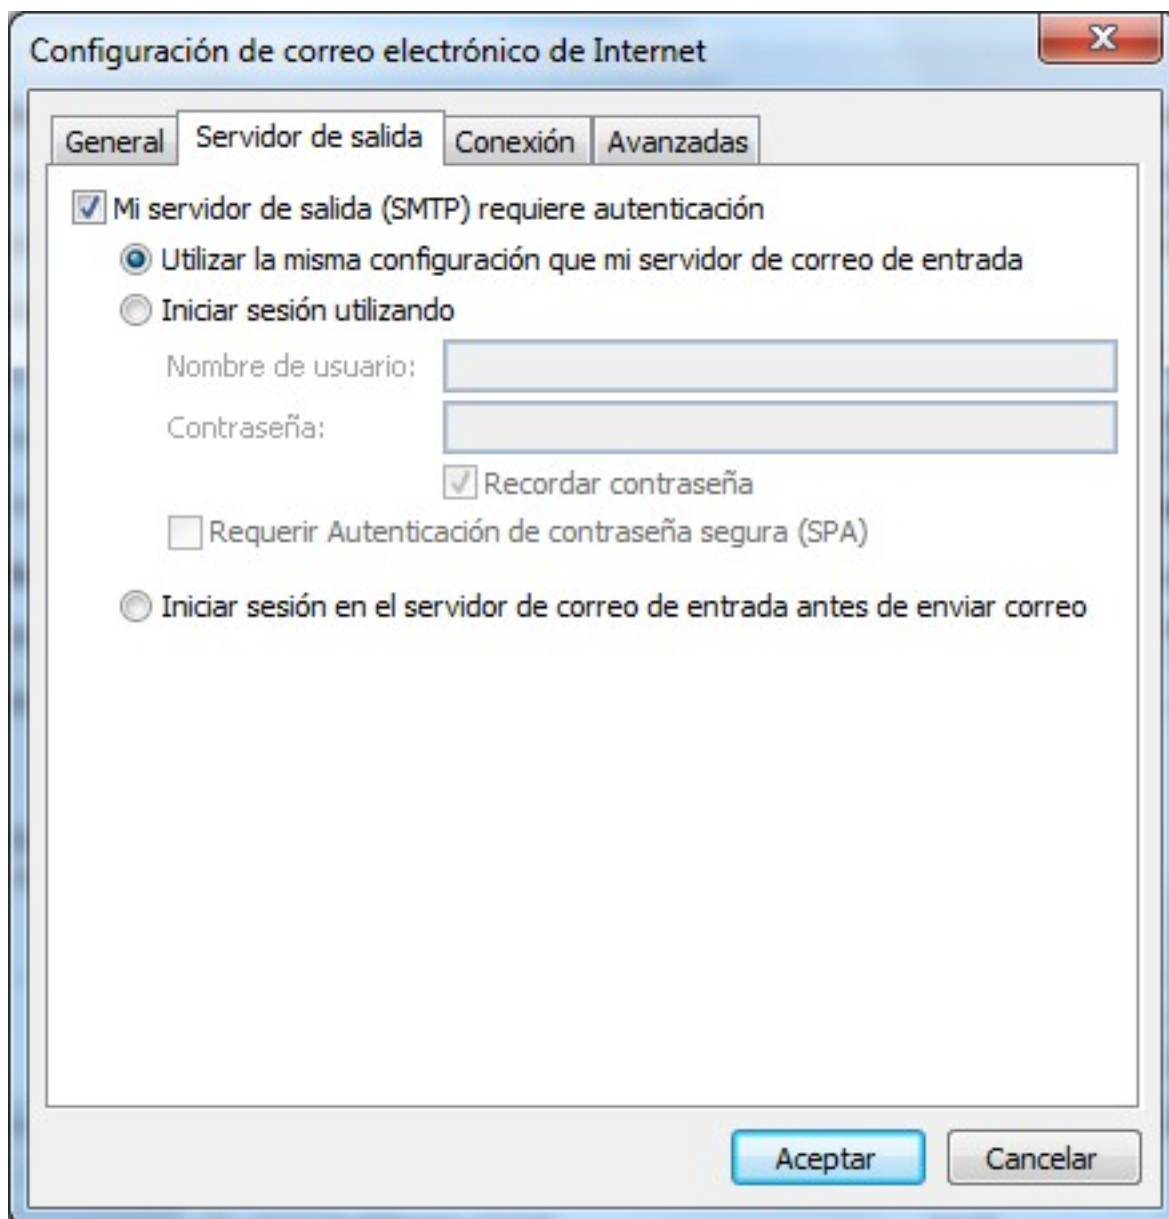 Configuración de correo electrónico de Internet
General Servidor de salida Conexión Avanzadas
Mi servidor de salida (SMTP) requiere autenticación
Utilizar la misma configuración que mi servidor de correo de entrada
Iniciar sesión utilizando
Nombre de usuario:
Contraseña:
Recordar contraseña
Requerir Autenticación de contraseña segura (SPA)
Iniciar sesión en el servidor de correo de entrada antes de enviar correo
Aceptar Cancelar